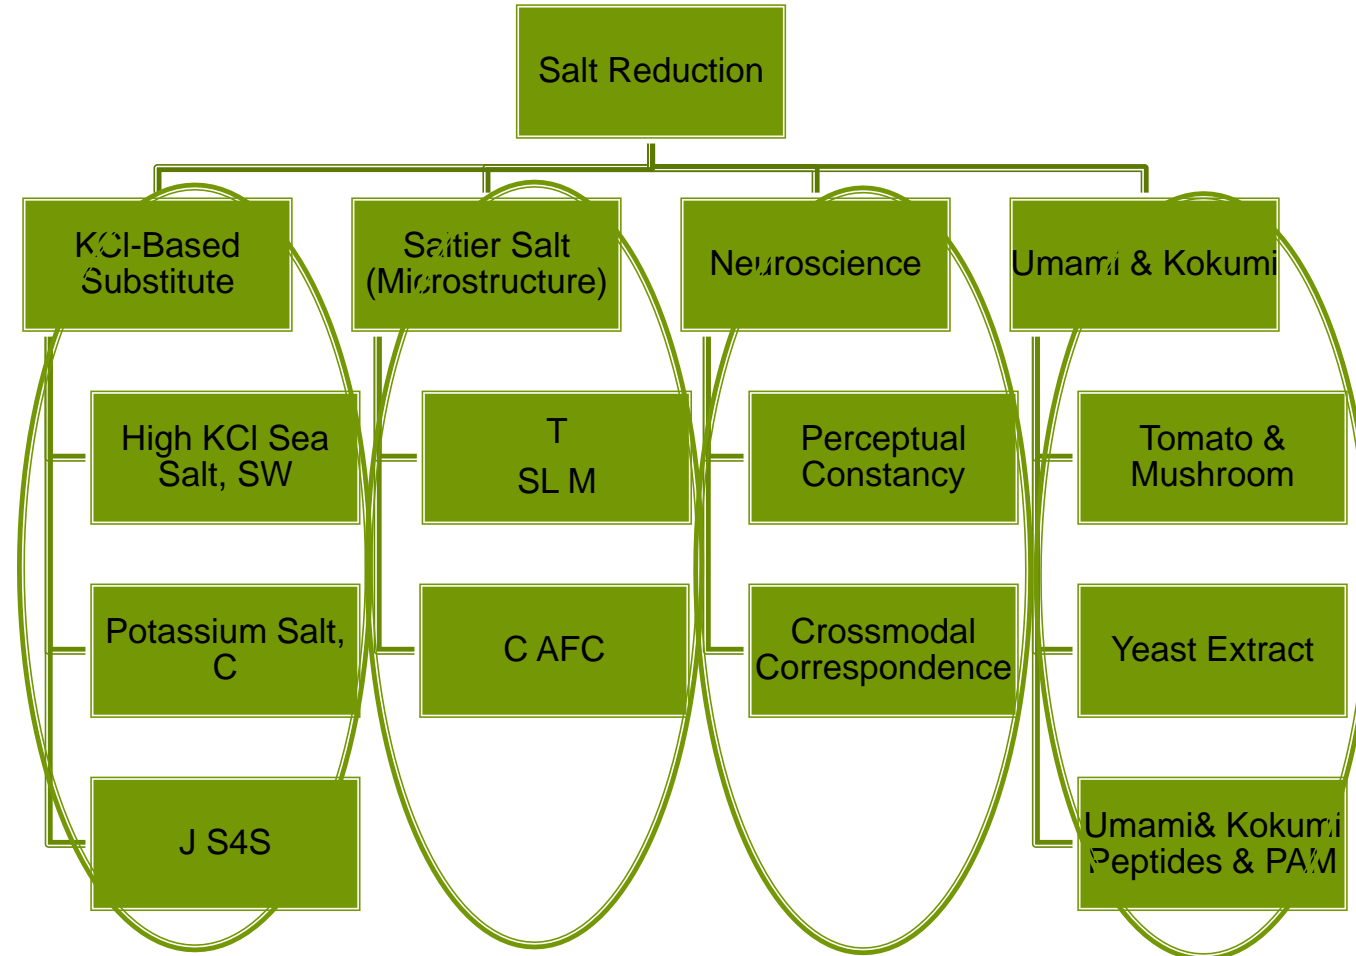 Salt Reduction
KCl-Based
Substitute
Saltier Salt
(Microstructure)
Neuroscience
Umami & Kokumi
High KCl Sea
Salt, SW
T
SL M
Perceptual
Constancy
Tomato &
Mushroom
Potassium Salt,
C
C AFC
Crossmodal
Correspondence
Yeast Extract
J S4S
Umami& Kokumi
Peptides & PAM